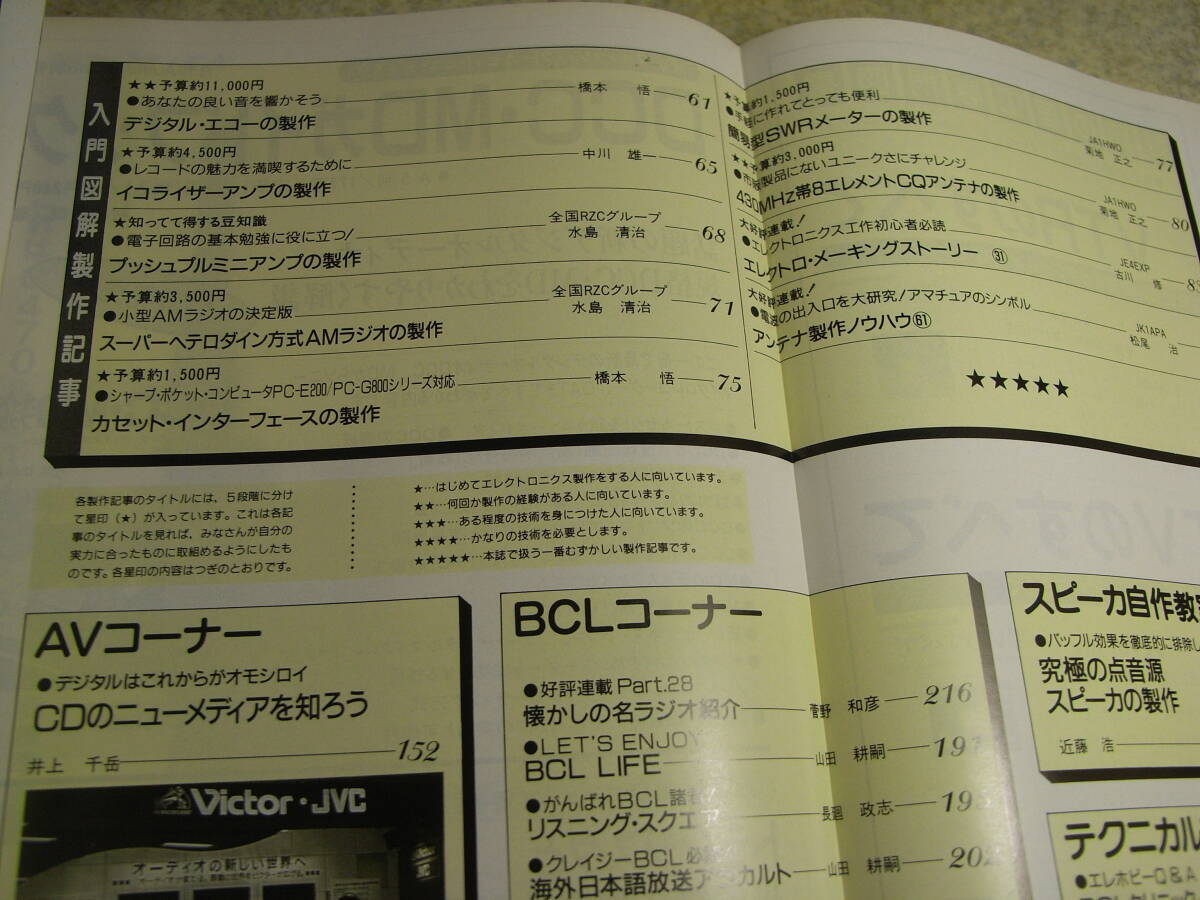 入門図解製作記事
★★予算約11,000円
●あなたの良い音を響かそう
橋本 悟 61
デジタル・エコーの製作
★予算約4,500円
●レコードの魅力を満喫するために
中川 雄一 65
イコライザーアンプの製作
★知ってて得する豆知識
●電子回路の基本勉強に役に立つ!
全国RZCグループ
水島 清治 68
プッシュプルミニアンプの製作
★予算約3,500円
●小型AMラジオの決定版
全国RZCグループ
水島 清治 71
スーパーヘテロダイン方式AMラジオの製作
★予算約1,500円
●シャープ・ポケット・コンピュータPC-E200/PC-G800シリーズ対応
橋本 悟 75
カセット・インターフェースの製作
★予算約1,500円
●手軽に作れてとっても便利
JA1HWO
菊地 正之 77
簡易型SWRメーターの製作
★★予算約3,000円
●市販製品にないユニークさにチャレンジ
JA1HWO
菊地 正之 80
430MHz帯8エレメントCQアンテナの製作
大好評連載!
●エレクトロニクス工作初心者必読
JE4EXP
古川 修
エレクトロ・メーキングストーリー ㉛
大好評連載!
●電波の出入口を大研究!アマチュアのシンボル
JK1APA
松尾 治
アンテナ製作ノウハウ㉖①
★★★★★
各製作記事のタイトルには、5段階に分け
て星印(★)が入っています。これは各記
事のタイトルを見れば、みなさんが自分の
実力に合ったものに取組めるようにしたも
のです。各星印の内容はつぎのとおりです。
★…はじめてエレクトロニクス製作をする人に向いています。
★★…何回か製作の経験がある人に向いています。
★★★…ある程度の技術を身につけた人に向いています。
★★★★…かなりの技術を必要とします。
★★★★★…本誌で扱う一番むずかしい製作記事です。
AVコーナー
●デジタルはこれからがオモシロイ
CDのニューメディアを知ろう
井上 千岳 152
Victor・JVC
オーディオの新しい世界へ
BCLコーナー
●好評連載 Part.28
懐かしの名ラジオ紹介 菅野 和彦 216
●LET'S ENJOY
BCL LIFE 山田 耕嗣
●がんばれBCL諸君
リスニング・スクエア 長廻 政志
●クレイジーBCL必
海外日本語放送アラカルト 山田 耕嗣 202
スピーカ自作教
●バッフル効果を徹底的に排除し
究極の点音源
スピーカの製作
近藤 浩
テクニカル
●エレホビーQ&A